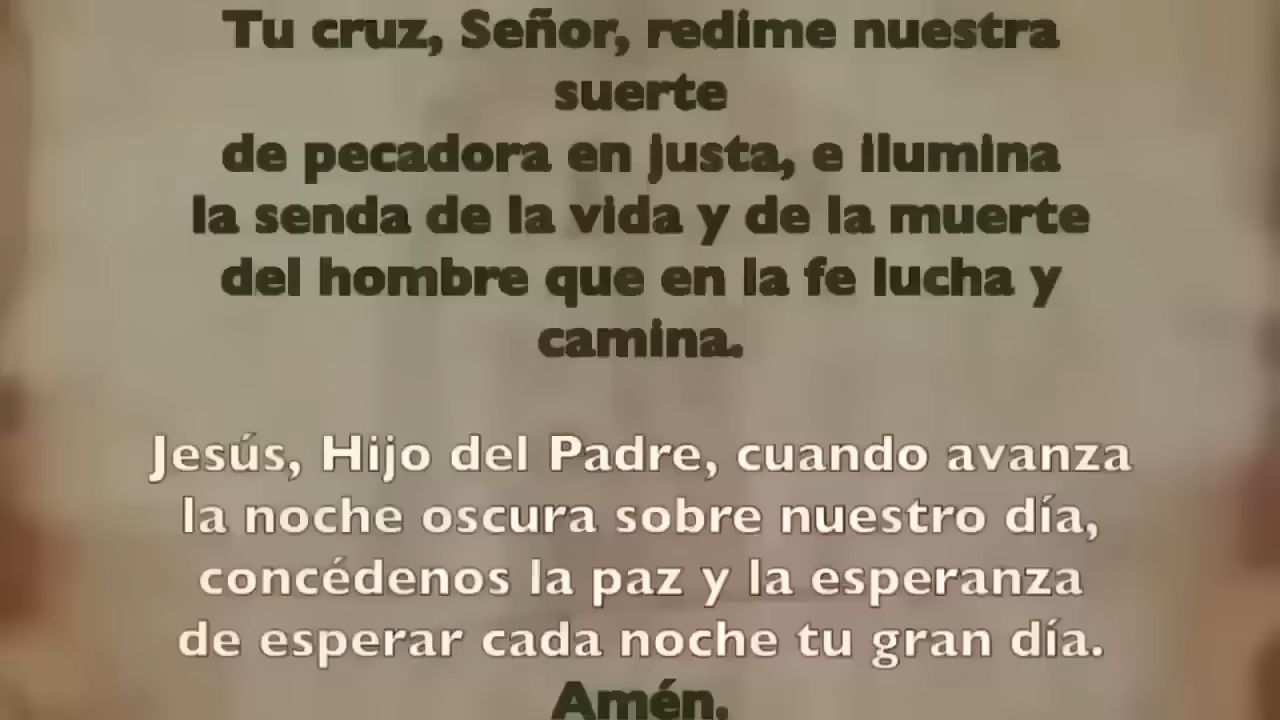 Tu cruz, Señor, redime nuestra
suerte
de pecadora en justa, e ilumina
la senda de la vida y de la muerte
del hombre que en la fe lucha y
camina.
Jesús, Hijo del Padre, cuando avanza
la noche oscura sobre nuestro día,
concédenos la paz y la esperanza
de esperar cada noche tu gran día.
Amén.